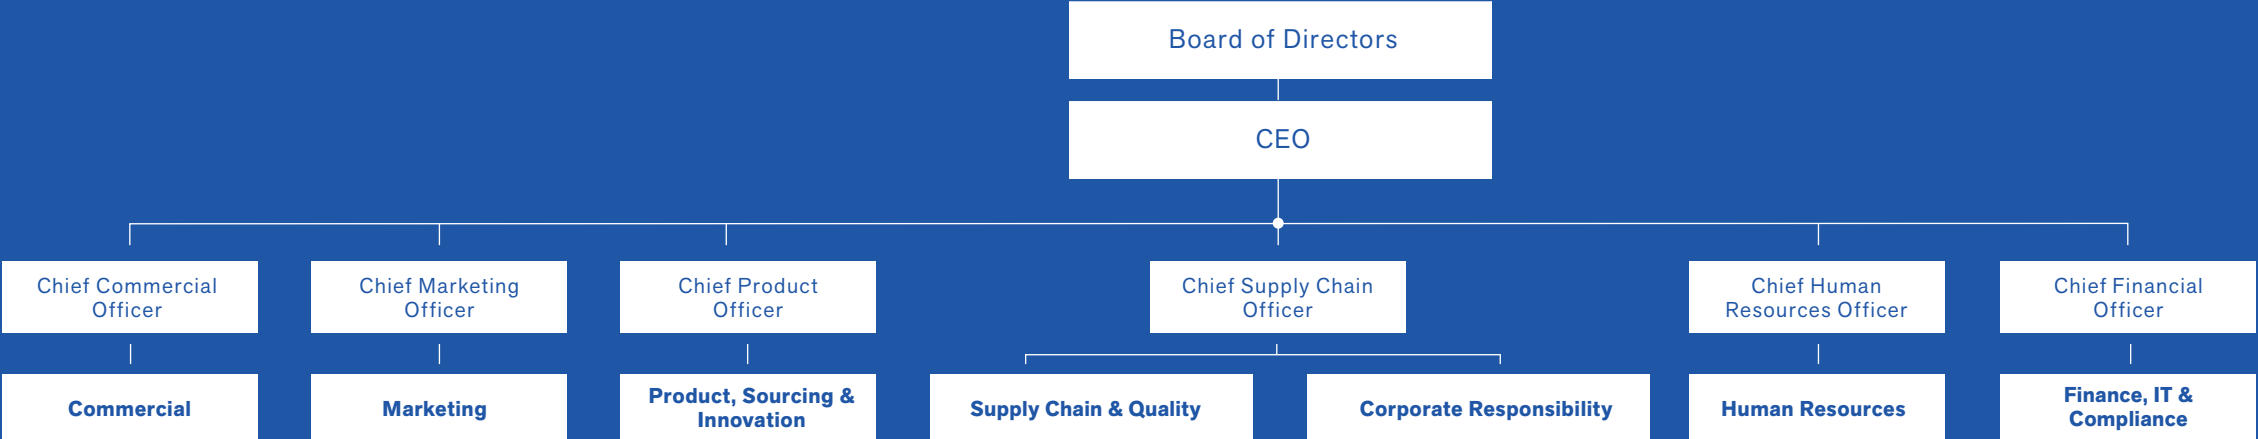 Board of Directors
CEO
Chief Commercial
Officer
Chief Marketing
Officer
Chief Product
Officer
Chief Supply Chain
Officer
Chief Human
Resources Officer
Chief Financial
Officer
Commercial
Marketing
Product, Sourcing &
Innovation
Supply Chain & Quality
Corporate Responsibility
Human Resources
Finance, IT &
Compliance